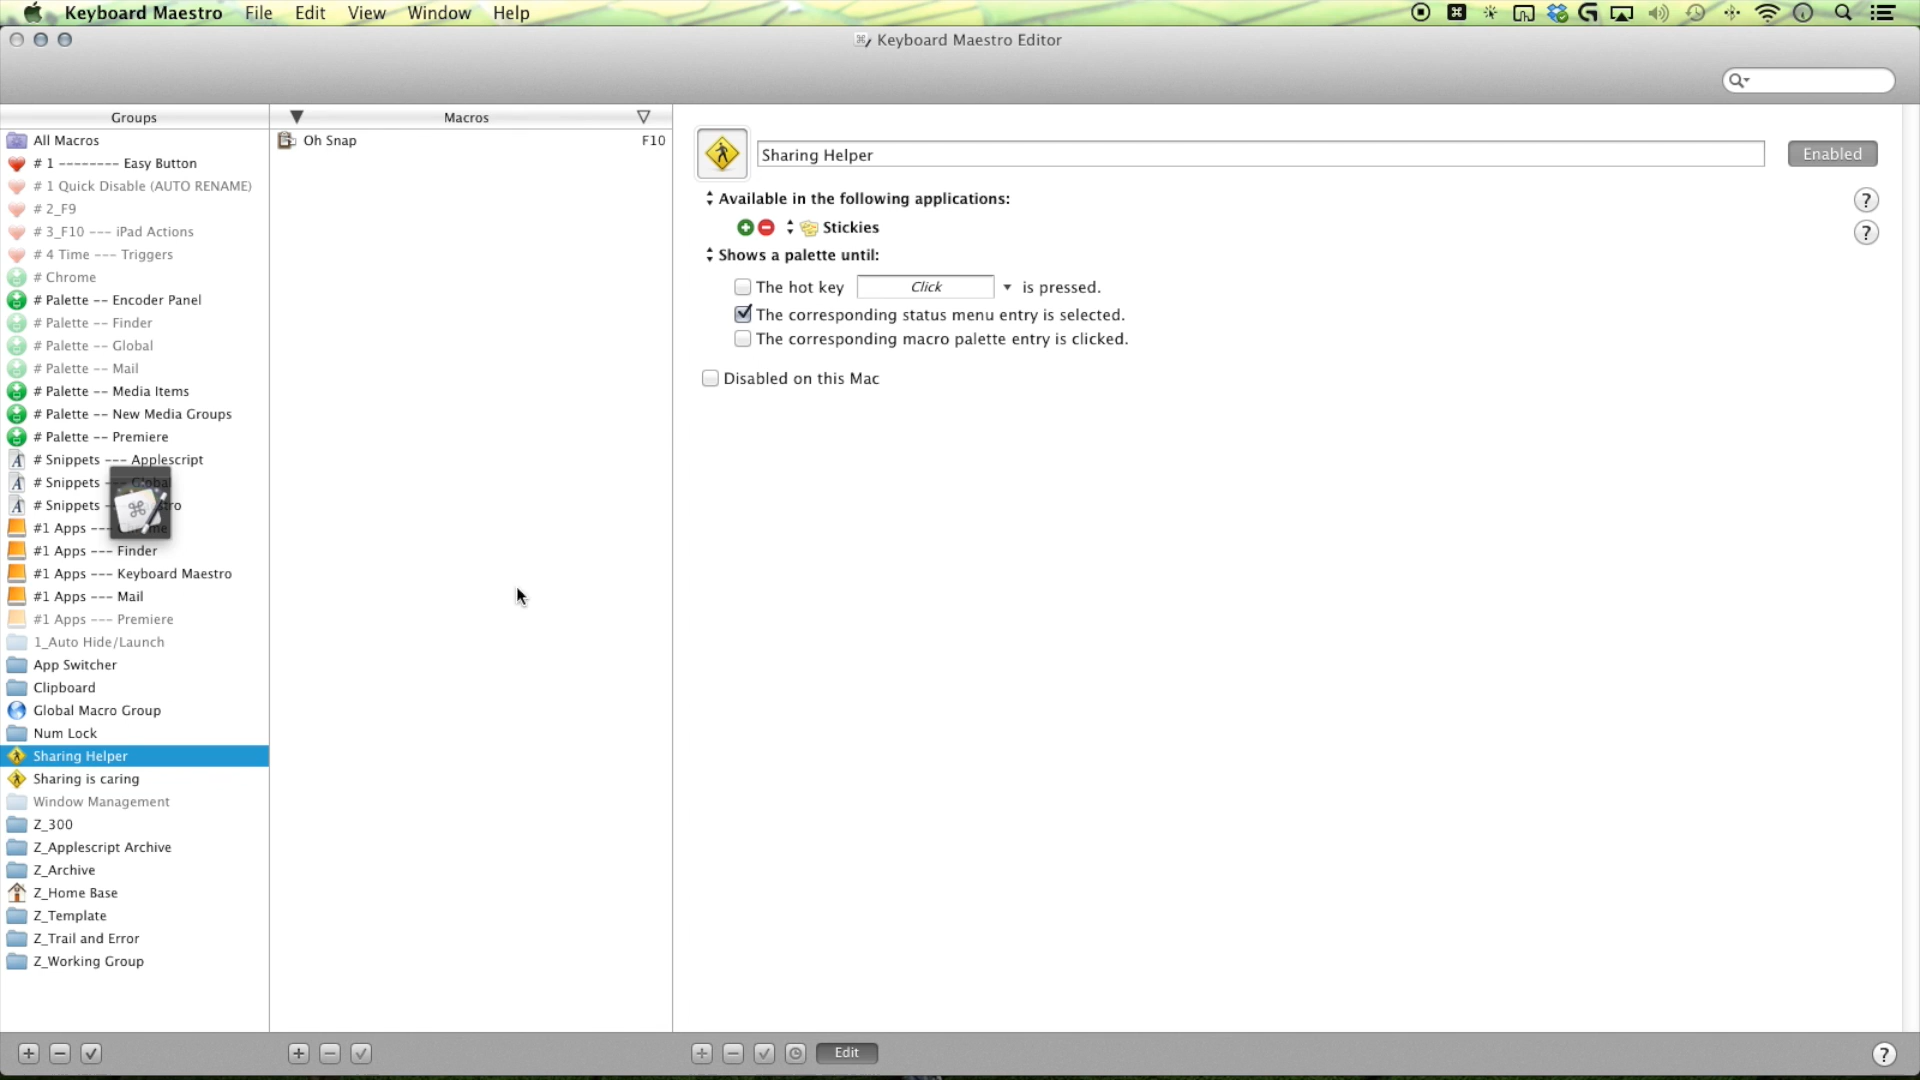 Keyboard Maestro File Edit View Window Help
Keyboard Maestro Editor
Groups
All Macros
# 1 -------- Easy Button
# 1 Quick Disable (AUTO RENAME)
# 2_F9
# 3_F10 --- iPad Actions
# 4 Time --- Triggers
# Chrome
# Palette -- Encoder Panel
# Palette -- Finder
# Palette -- Global
# Palette -- Mail
# Palette -- Media Items
# Palette -- New Media Groups
# Palette -- Premiere
# Snippets --- Applescript
# Snippets --- Global
# Snippets
#1 Apps ---
#1 Apps --- Finder
#1 Apps --- Keyboard Maestro
#1 Apps --- Mail
#1 Apps --- Premiere
1_Auto Hide/Launch
App Switcher
Clipboard
Global Macro Group
Num Lock
Sharing Helper
Sharing is caring
Window Management
Z_300
Z_Applescript Archive
Z_Archive
Z_Home Base
Z_Template
Z_Trail and Error
Z_Working Group
Macros
Oh Snap F10
Sharing Helper
Enabled
Available in the following applications:
Stickies
Shows a palette until:
The hot key Click is pressed.
The corresponding status menu entry is selected.
The corresponding macro palette entry is clicked.
Disabled on this Mac
Edit